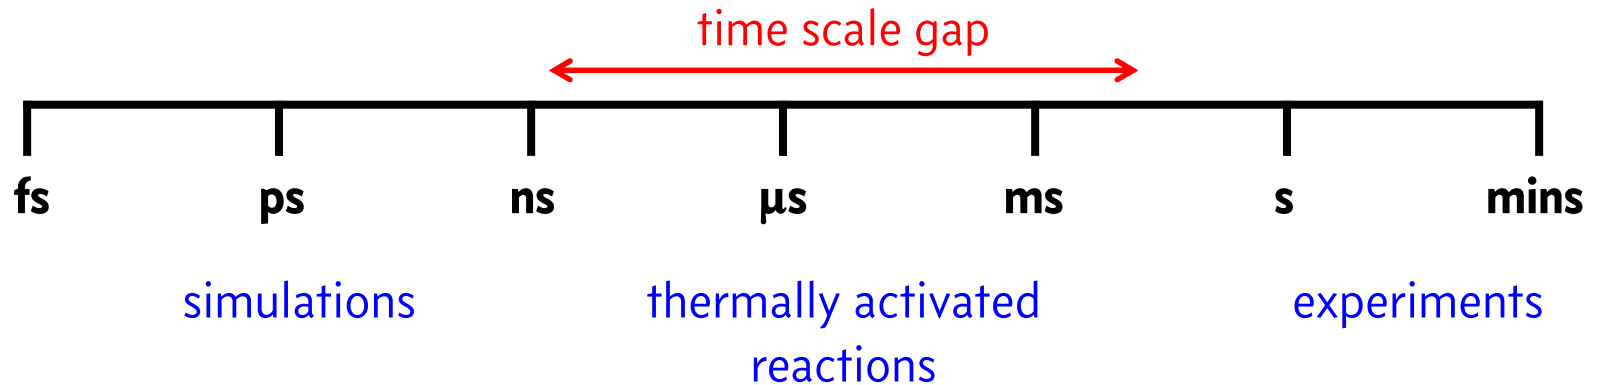 time scale gap
fs ps ns μs ms s mins
simulations thermally activated experiments
reactions